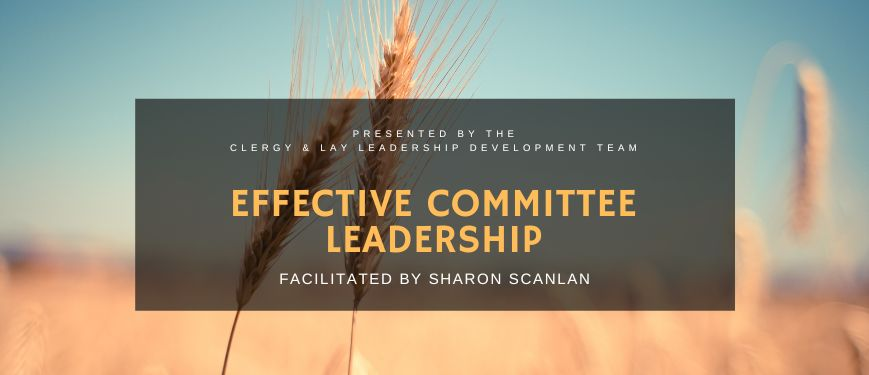 PRESENTED BY THE
CLERGY & LAY LEADERSHIP DEVELOPMENT TEAM
EFFECTIVE COMMITTEE
LEADERSHIP
FACILITATED BY SHARON SCANLAN